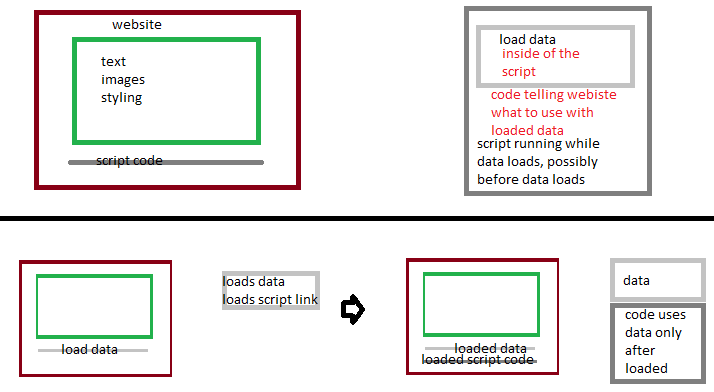 website
text
images
styling
script code
load data
inside of the
script
code telling webiste
what to use with
loaded data
script running while
data loads, possibly
before data loads
load data
loads data
loads script link
loaded data
loaded script code
data
code uses
data only
after
loaded